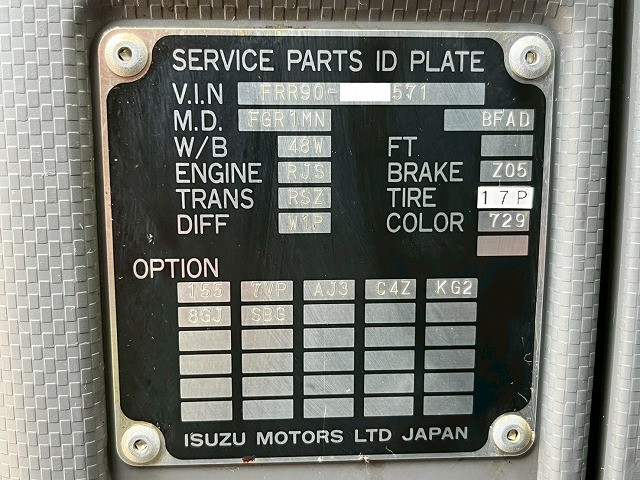 SERVICE PARTS ID PLATE
V.I.N FRR90- 571
M.D. FGR1MN BFAD
W/B 48W FT
ENGINE RJS BRAKE Z05
TRANS RSZ TIRE 17P
DIFF W1P COLOR 729
OPTION
155 7VP AJ3 C4Z KG2
8GJ SBG
ISUZU MOTORS LTD JAPAN